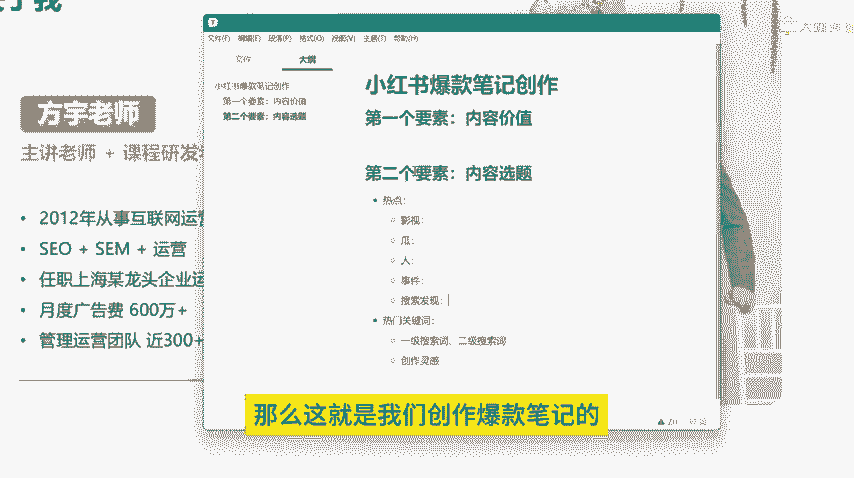 于我
方宇老师
主讲老师 + 课程研发
2012年从事互联网运营
SEO + SEM + 运营
任职上海某龙头企业运
月度广告费 600万+
管理运营团队 近300+
文件(F) 编辑(E) 段落(P) 格式(O) 视图(V) 主题(T) 帮助(H)
文件 大纲
小红书爆款笔记创作
第一个要素：内容价值
第二个要素：内容选题
小红书爆款笔记创作
第一个要素：内容价值
第二个要素：内容选题
热点：
影视：
瓜：
人：
事件：
搜索发现：
热门关键词：
一级搜索词、二级搜索词
创作灵感
那么这就是我们创作爆款笔记的